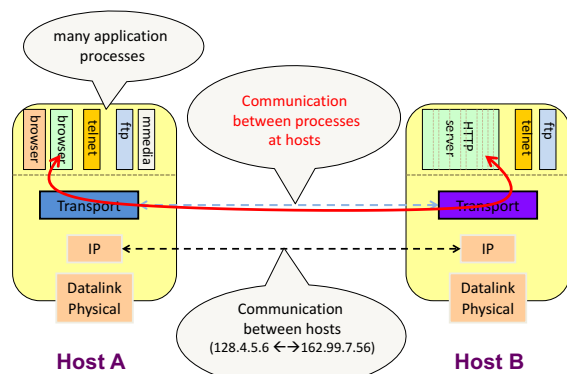 many application
processes
browser
browser
telnet
ftp
mmedia
Communication
between processes
at hosts
HTTP
server
telnet
ftp
Transport
Transport
IP
IP
Datalink
Physical
Communication
between hosts
(128.4.5.6 ←→162.99.7.56)
Datalink
Physical
Host A
Host B